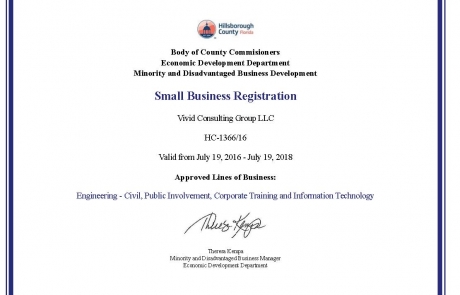 Hillsborough
County Florida
Body of County Commisioners
Economic Development Department
Minority and Disadvantaged Business Development
Small Business Registration
Vivid Consulting Group LLC
HC-1366/16
Valid from July 19, 2016 - July 19, 2018
Approved Lines of Business:
Engineering - Civil, Public Involvement, Corporate Training and Information Technology
Theresa Kempa
Minority and Disadvantaged Business Manager
Economic Development Department